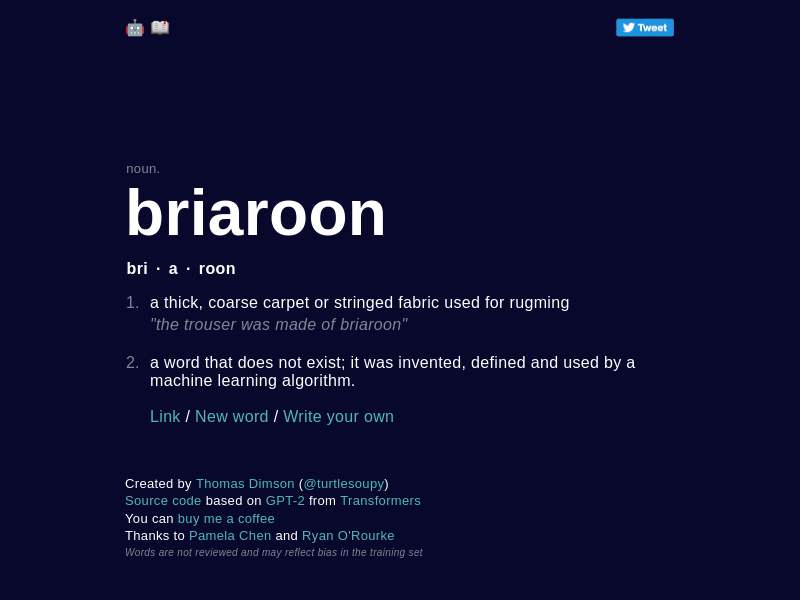 Tweet
noun.
briaroon
bri · a · roon
1. a thick, coarse carpet or stringed fabric used for rugming
"the trouser was made of briaroon"
2. a word that does not exist; it was invented, defined and used by a
machine learning algorithm.
Link / New word / Write your own
Created by Thomas Dimson (@turtlesoupy)
Source code based on GPT-2 from Transformers
You can buy me a coffee
Thanks to Pamela Chen and Ryan O'Rourke
Words are not reviewed and may reflect bias in the training set